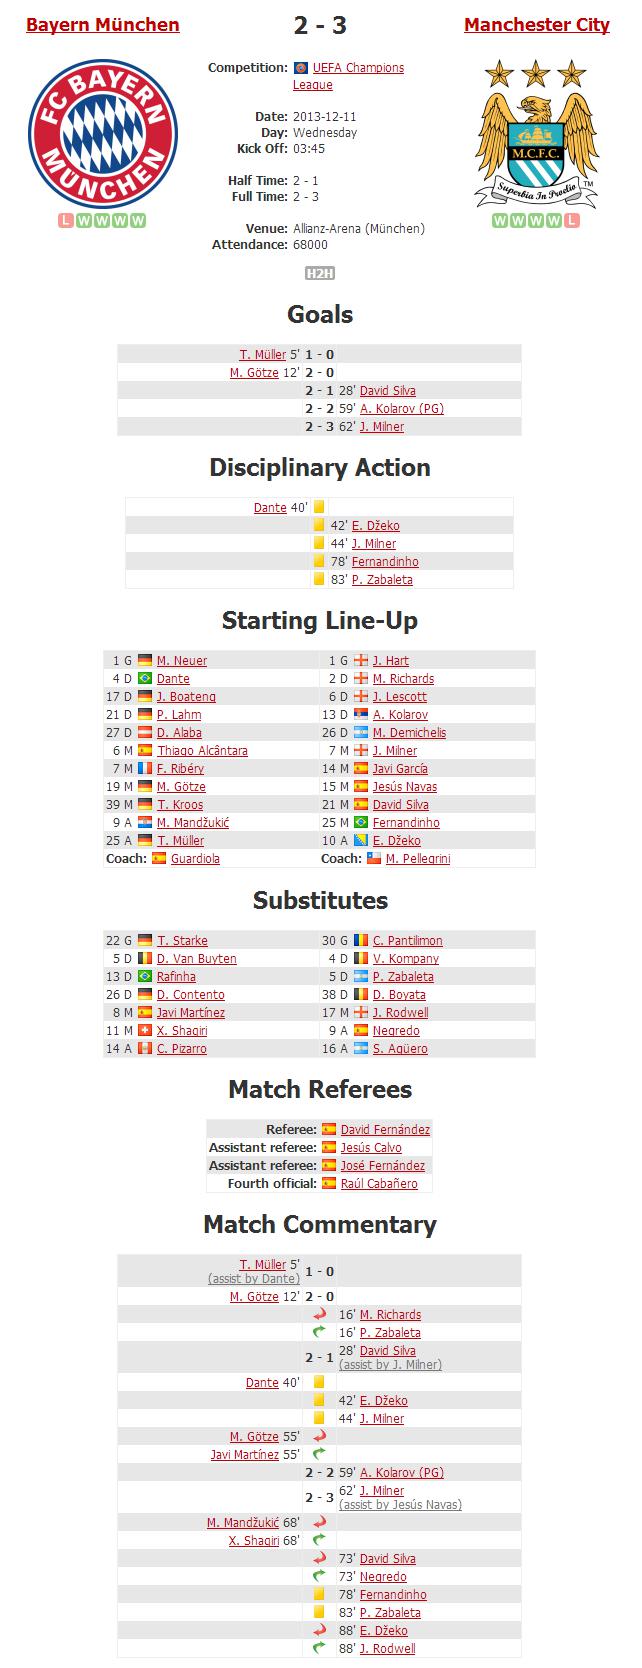 Bayern München 2 - 3 Manchester City
FC BAYERN
MÜNCHEN
M.C.F.C.
Superbia In Proelio
TM
L W W W W
W W W W L
Competition: UEFA Champions
League
Date: 2013-12-11
Day: Wednesday
Kick Off: 03:45
Half Time: 2 - 1
Full Time: 2 - 3
Venue: Allianz-Arena (München)
Attendance: 68000
H2H
Goals
T. Müller 5' 1 - 0
M. Götze 12' 2 - 0
2 - 1 28' David Silva
2 - 2 59' A. Kolarov (PG)
2 - 3 62' J. Milner
Disciplinary Action
Dante 40'
42' E. Džeko
44' J. Milner
78' Fernandinho
83' P. Zabaleta
Starting Line-Up
1 G M. Neuer 1 G J. Hart
4 D Dante 2 D M. Richards
17 D J. Boateng 6 D J. Lescott
21 D P. Lahm 13 D A. Kolarov
27 D D. Alaba 26 D M. Demichelis
6 M Thiago Alcântara 7 M J. Milner
7 M F. Ribéry 14 M Javi García
19 M M. Götze 15 M Jesús Navas
39 M T. Kroos 21 M David Silva
9 A M. Mandžukić 25 M Fernandinho
25 A T. Müller 10 A E. Džeko
Coach: Guardiola Coach: M. Pellegrini
Substitutes
22 G T. Starke 30 G C. Pantilimon
5 D D. Van Buyten 4 D V. Kompany
13 D Rafinha 5 D P. Zabaleta
26 D D. Contento 38 D D. Boyata
8 M Javi Martínez 17 M J. Rodwell
11 M X. Shaqiri 9 A Negredo
14 A C. Pizarro 16 A S. Agüero
Match Referees
Referee: David Fernández
Assistant referee: Jesús Calvo
Assistant referee: José Fernández
Fourth official: Raúl Cabañero
Match Commentary
T. Müller 5' 1 - 0
(assist by Dante)
M. Götze 12' 2 - 0
16' M. Richards
16' P. Zabaleta
2 - 1 28' David Silva
(assist by J. Milner)
Dante 40'
42' E. Džeko
44' J. Milner
M. Götze 55'
Javi Martínez 55'
2 - 2 59' A. Kolarov (PG)
2 - 3 62' J. Milner
(assist by Jesús Navas)
M. Mandžukić 68'
X. Shaqiri 68'
73' David Silva
73' Negredo
78' Fernandinho
83' P. Zabaleta
88' E. Džeko
88' J. Rodwell